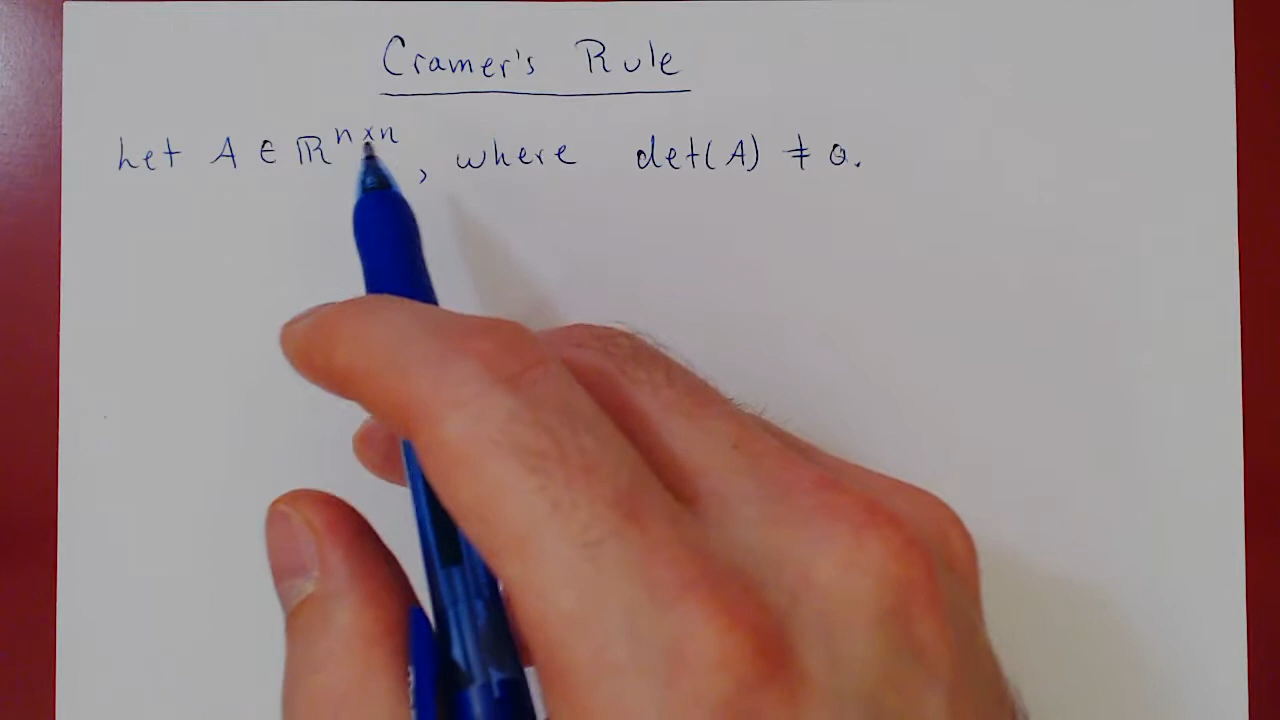 Cramer's Rule
Let A ∈ ℝⁿˣⁿ, where det(A) ≠ 0.